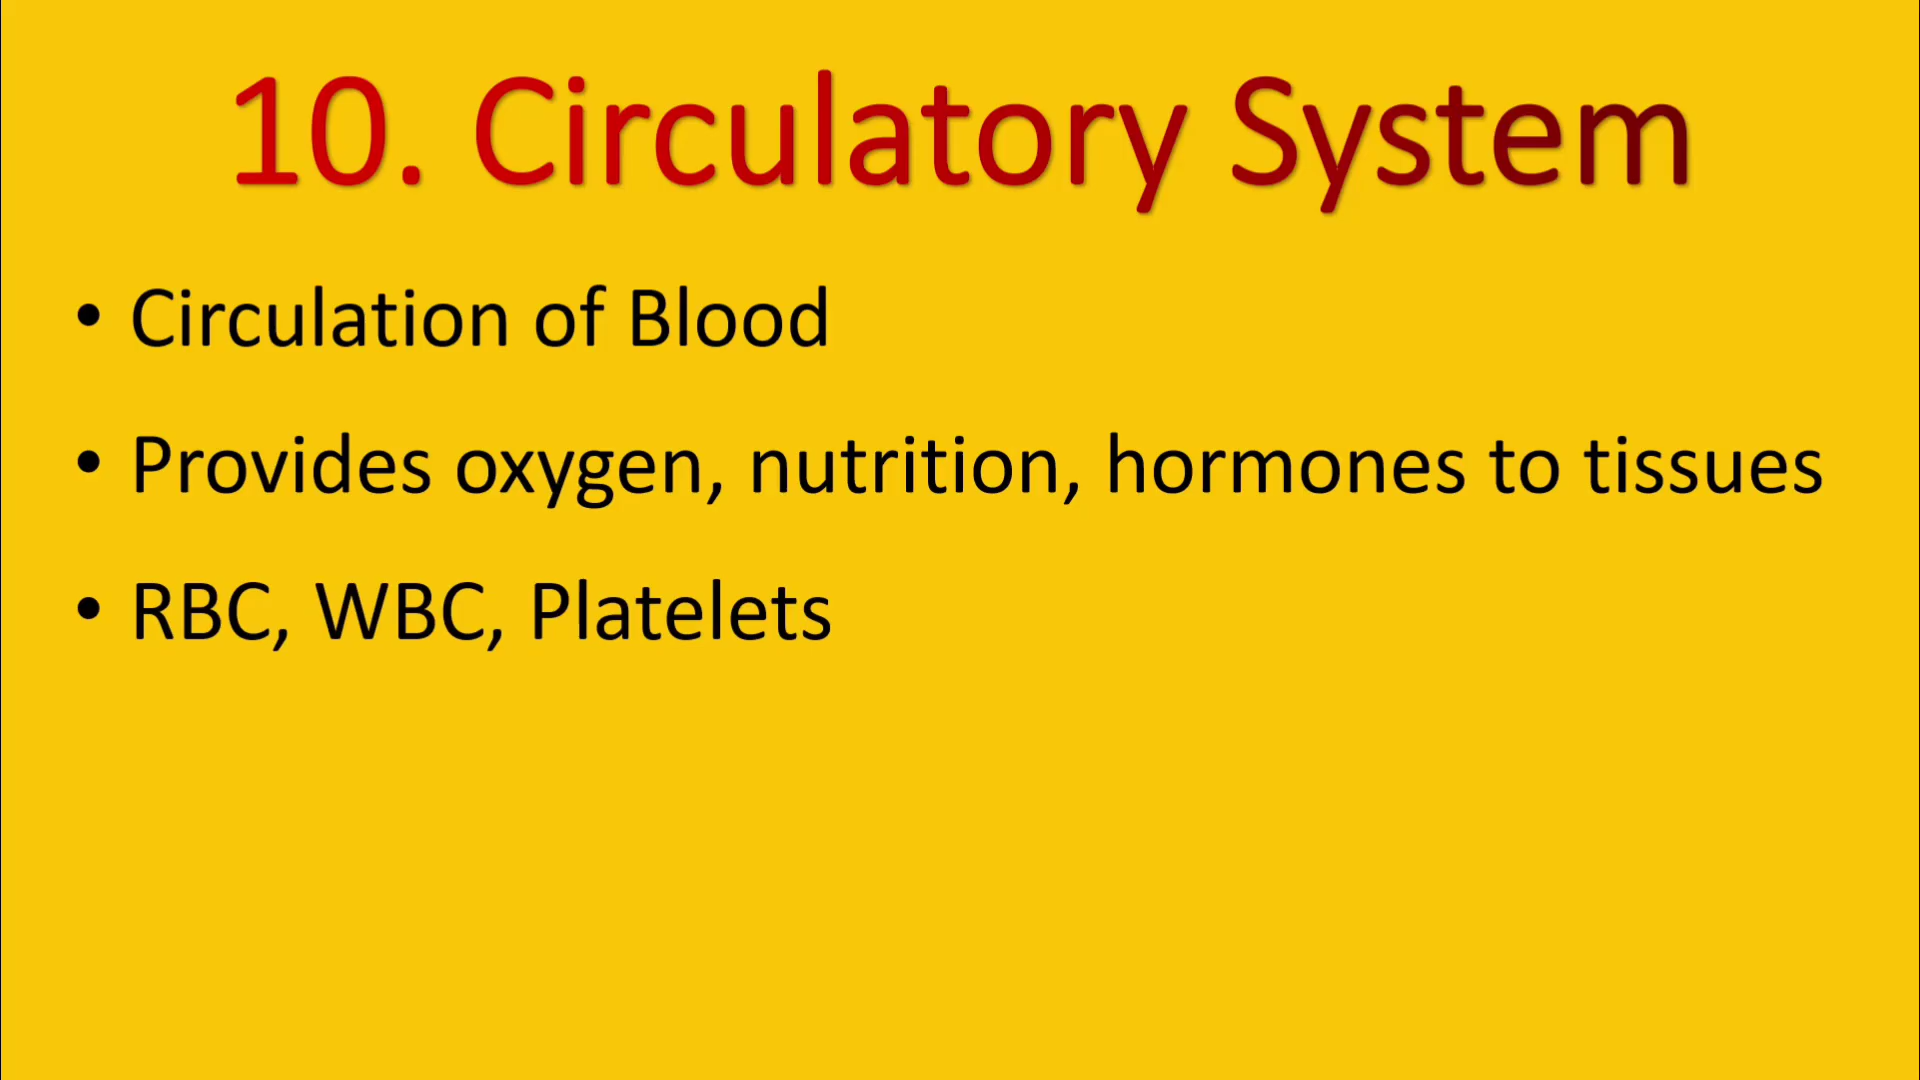 10. Circulatory System
• Circulation of Blood
• Provides oxygen, nutrition, hormones to tissues
• RBC, WBC, Platelets